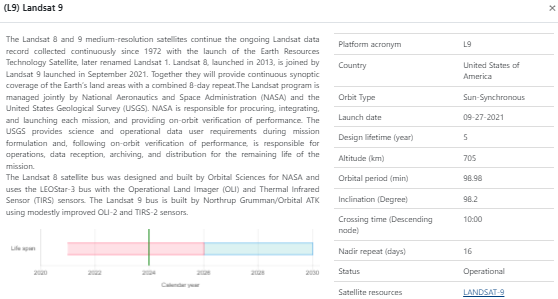 (L9) Landsat 9
The Landsat 8 and 9 medium-resolution satellites continue the ongoing Landsat data
record collected continuously since 1972 with the launch of the Earth Resources
Technology Satellite, later renamed Landsat 1. Landsat 8, launched in 2013, is joined by
Landsat 9 launched in September 2021. Together they will provide continuous synoptic
coverage of the Earth's land areas with a combined 8-day repeat.The Landsat program is
managed jointly by National Aeronautics and Space Administration (NASA) and the
United States Geological Survey (USGS). NASA is responsible for procuring, integrating,
and launching each mission, and providing on-orbit verification of performance. The
USGS provides science and operational data user requirements during mission
formulation and, following on-orbit verification of performance, is responsible for
operations, data reception, archiving, and distribution for the remaining life of the
mission.
The Landsat 8 satellite bus was designed and built by Orbital Sciences for NASA and
uses the LEOStar-3 bus with the Operational Land Imager (OLI) and Thermal Infrared
Sensor (TIRS) sensors. The Landsat 9 bus is built by Northrup Grumman/Orbital ATK
using modestly improved OLI-2 and TIRS-2 sensors.
Life span
2020 2022 2024 2026 2028 2030
Calendar year
Platform acronym L9
Country United States of
America
Orbit Type Sun-Synchronous
Launch date 09-27-2021
Design lifetime (year) 5
Altitude (km) 705
Orbital period (min) 98.98
Inclination (Degree) 98.2
Crossing time (Descending 10:00
node)
Nadir repeat (days) 16
Status Operational
Satellite resources LANDSAT-9